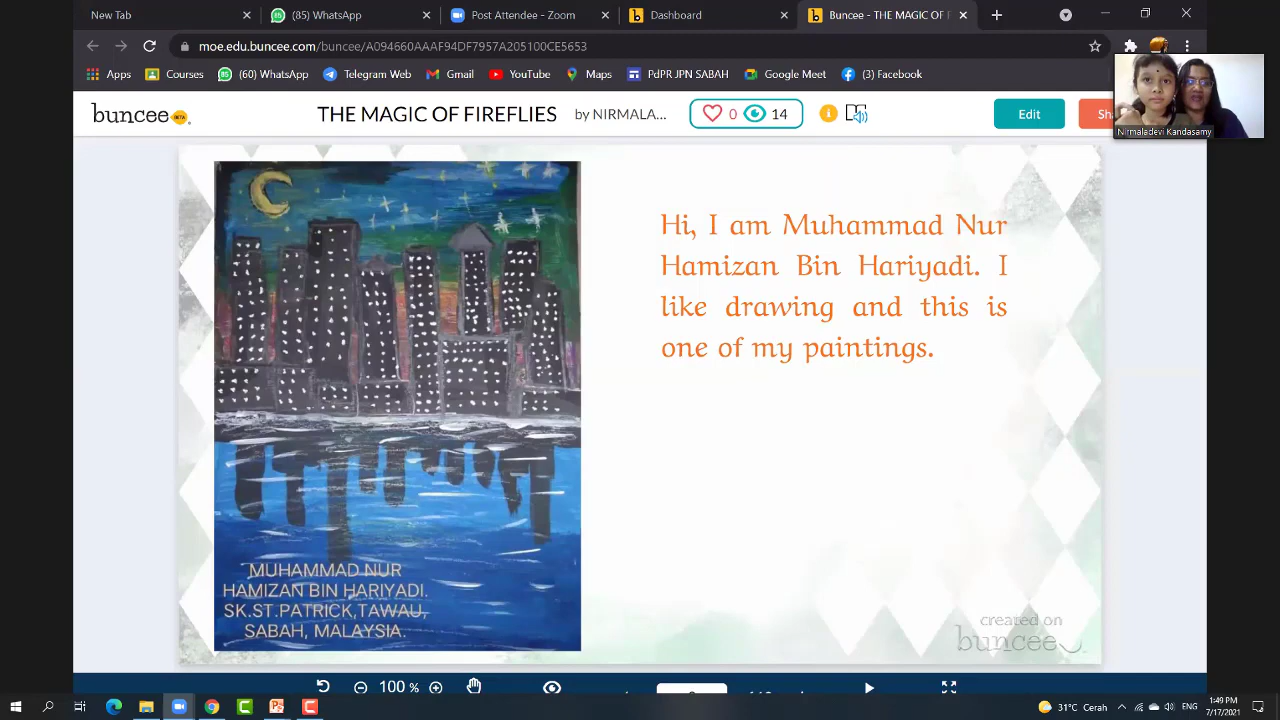 New Tab
(85) WhatsApp
Post Attendee - Zoom
Dashboard
Buncee - THE MAGIC OF F
moe.edu.buncee.com/buncee/A094660AAAF94DF7957A205100CE5653
Apps
Courses
(60) WhatsApp
Telegram Web
Gmail
YouTube
Maps
PdPR JPN SABAH
Google Meet
(3) Facebook
buncee BETA
THE MAGIC OF FIREFLIES
by NIRMALA...
0
14
Edit
Sh
Nirmaladevi Kandasamy
Hi, I am Muhammad Nur
Hamizan Bin Hariyadi. I
like drawing and this is
one of my paintings.
MUHAMMAD NUR
HAMIZAN BIN HARIYADI.
SK.ST.PATRICK,TAWAU,
SABAH, MALAYSIA.
created on
buncee
100 %
31°C Cerah
ENG
1:49 PM
7/17/2021